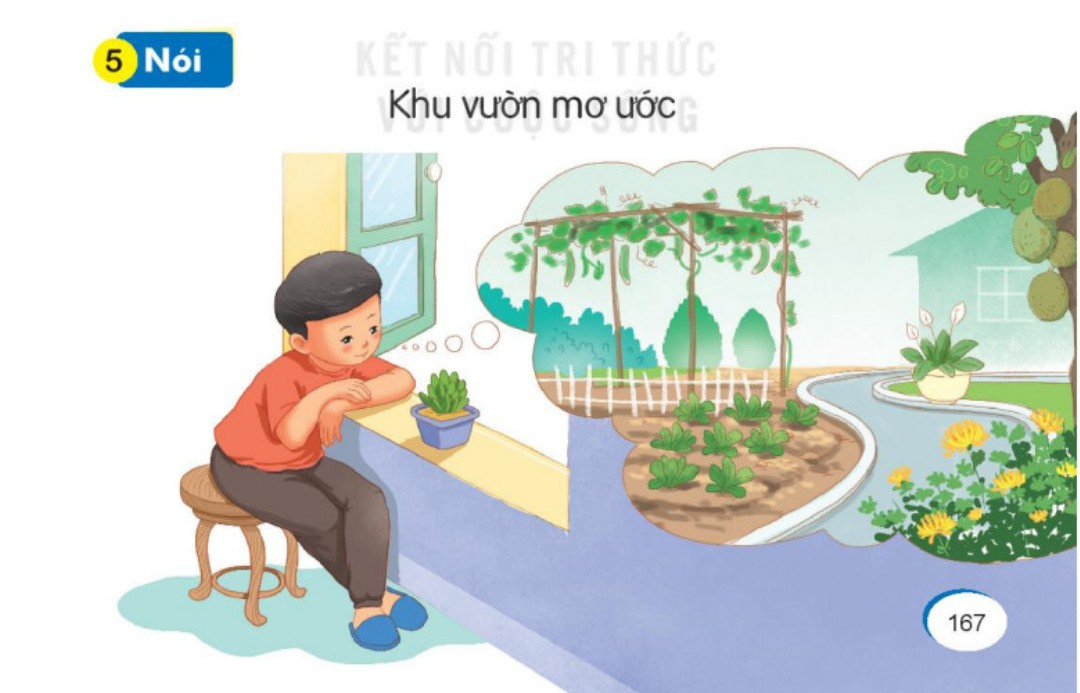 5 Nói
KẾT NỐI TRI THỨC
VỚI CUỘC SỐNG
Khu vườn mơ ước
167